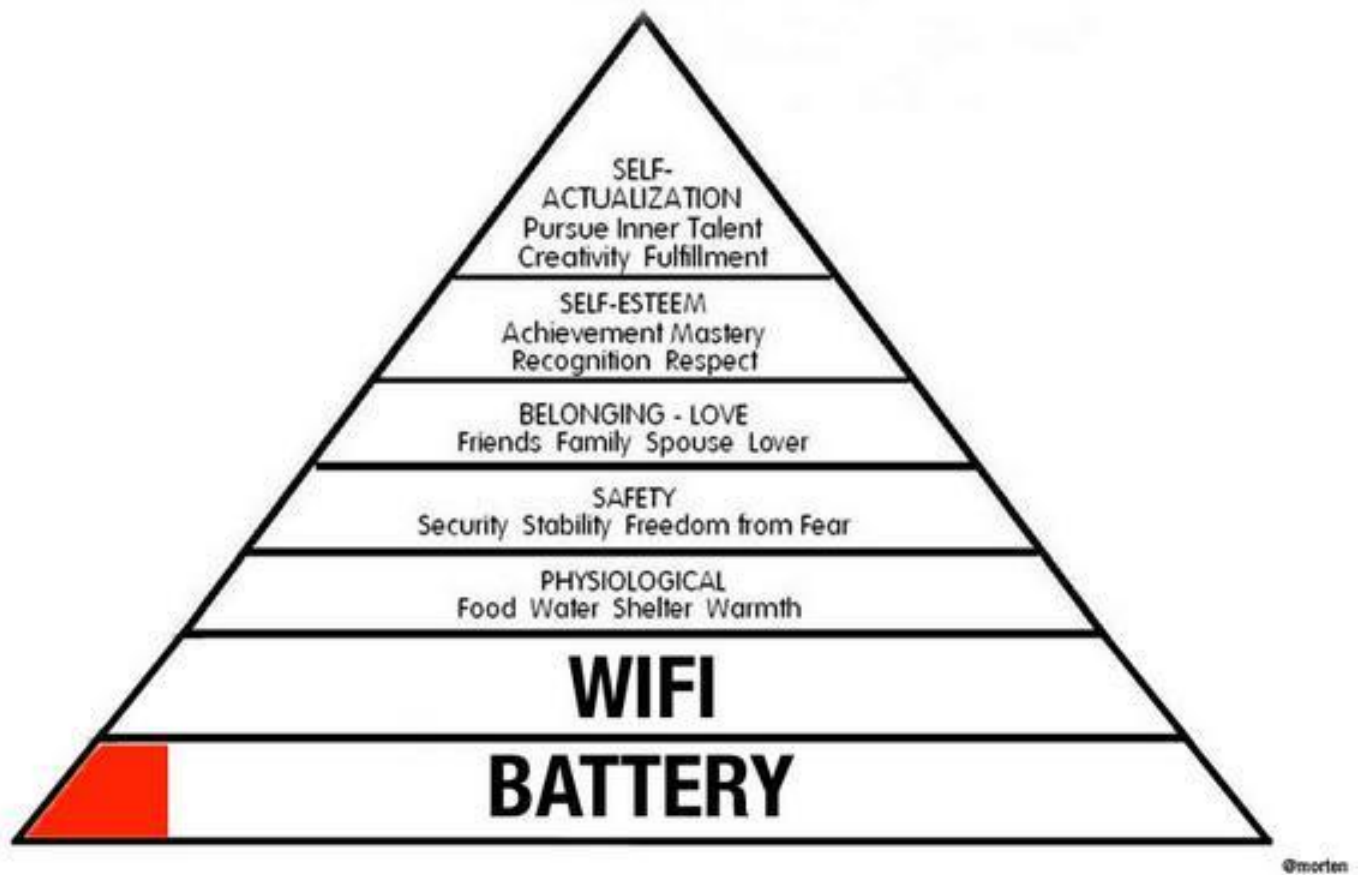 SELF-
ACTUALIZATION
Pursue Inner Talent
Creativity Fulfillment
SELF-ESTEEM
Achievement Mastery
Recognition Respect
BELONGING - LOVE
Friends Family Spouse Lover
SAFETY
Security Stability Freedom from Fear
PHYSIOLOGICAL
Food Water Shelter Warmth
WIFI
BATTERY
@morten